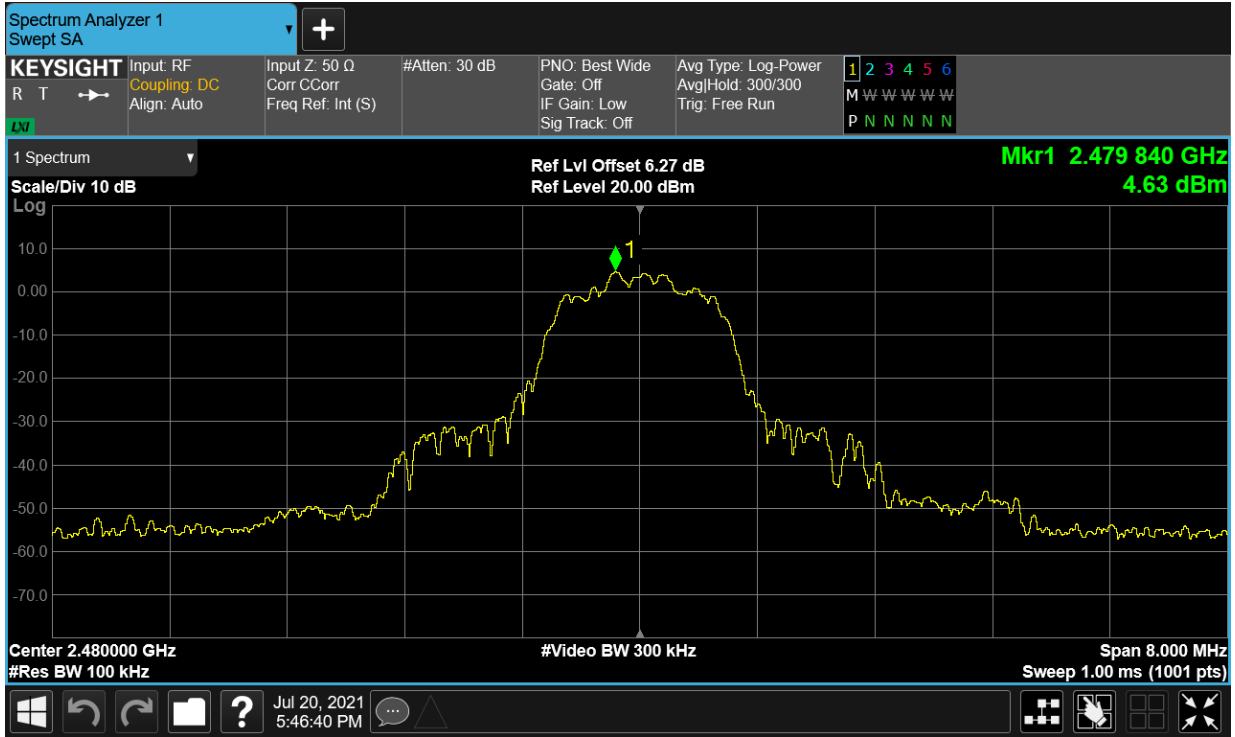 Spectrum Analyzer 1
Swept SA
KEYSIGHT
R T
LXI
Input: RF
Coupling: DC
Align: Auto
Input Z: 50 Ω
Corr CCorr
Freq Ref: Int (S)
#Atten: 30 dB
PNO: Best Wide
Gate: Off
IF Gain: Low
Sig Track: Off
Avg Type: Log-Power
Avg|Hold: 300/300
Trig: Free Run
1 2 3 4 5 6
M W W W W W
P N N N N N
1 Spectrum
Scale/Div 10 dB
Log
Ref Lvl Offset 6.27 dB
Ref Level 20.00 dBm
Mkr1 2.479 840 GHz
4.63 dBm
1
10.0
0.00
-10.0
-20.0
-30.0
-40.0
-50.0
-60.0
-70.0
Center 2.480000 GHz
#Video BW 300 kHz
Span 8.000 MHz
#Res BW 100 kHz
Sweep 1.00 ms (1001 pts)
?
Jul 20, 2021
5:46:40 PM